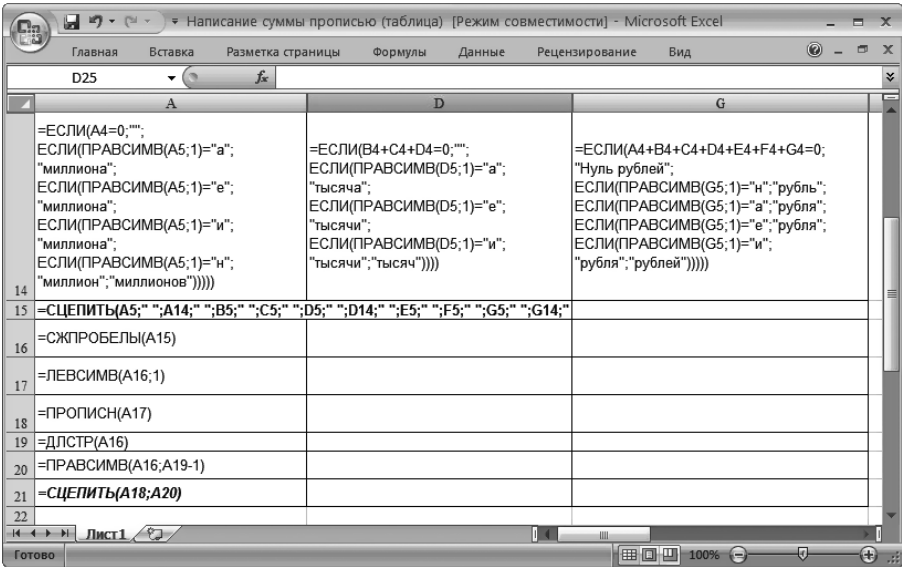 Написание суммы прописью (таблица) [Режим совместимости] - Microsoft Excel
Главная Вставка Разметка страницы Формулы Данные Рецензирование Вид
D25 fx
A D G
=ЕСЛИ(A4=0;"";
ЕСЛИ(ПРАВСИМВ(A5;1)="а";
"миллиона";
ЕСЛИ(ПРАВСИМВ(A5;1)="е";
"миллиона";
ЕСЛИ(ПРАВСИМВ(A5;1)="и";
"миллиона";
ЕСЛИ(ПРАВСИМВ(A5;1)="н";
"миллион";"миллионов")))))
=ЕСЛИ(B4+C4+D4=0;"";
ЕСЛИ(ПРАВСИМВ(D5;1)="а";
"тысяча";
ЕСЛИ(ПРАВСИМВ(D5;1)="е";
"тысячи";
ЕСЛИ(ПРАВСИМВ(D5;1)="и";
"тысячи";"тысяч"))))
=ЕСЛИ(A4+B4+C4+D4+E4+F4+G4=0;
"Нуль рублей";
ЕСЛИ(ПРАВСИМВ(G5;1)="н";"рубль";
ЕСЛИ(ПРАВСИМВ(G5;1)="а";"рубля";
ЕСЛИ(ПРАВСИМВ(G5;1)="е";"рубля";
ЕСЛИ(ПРАВСИМВ(G5;1)="и";
"рубля";"рублей")))))
14
15 =СЦЕПИТЬ(A5;" ";A14;" ";B5;" ";C5;" ";D5;" ";D14;" ";E5;" ";F5;" ";G5;" ";G14;"
16 =СЖПРОБЕЛЫ(A15)
17 =ЛЕВСИМВ(A16;1)
18 =ПРОПИСН(A17)
19 =ДЛСТР(A16)
20 =ПРАВСИМВ(A16;A19-1)
21 =СЦЕПИТЬ(A18;A20)
22
Лист1
Готово 100%